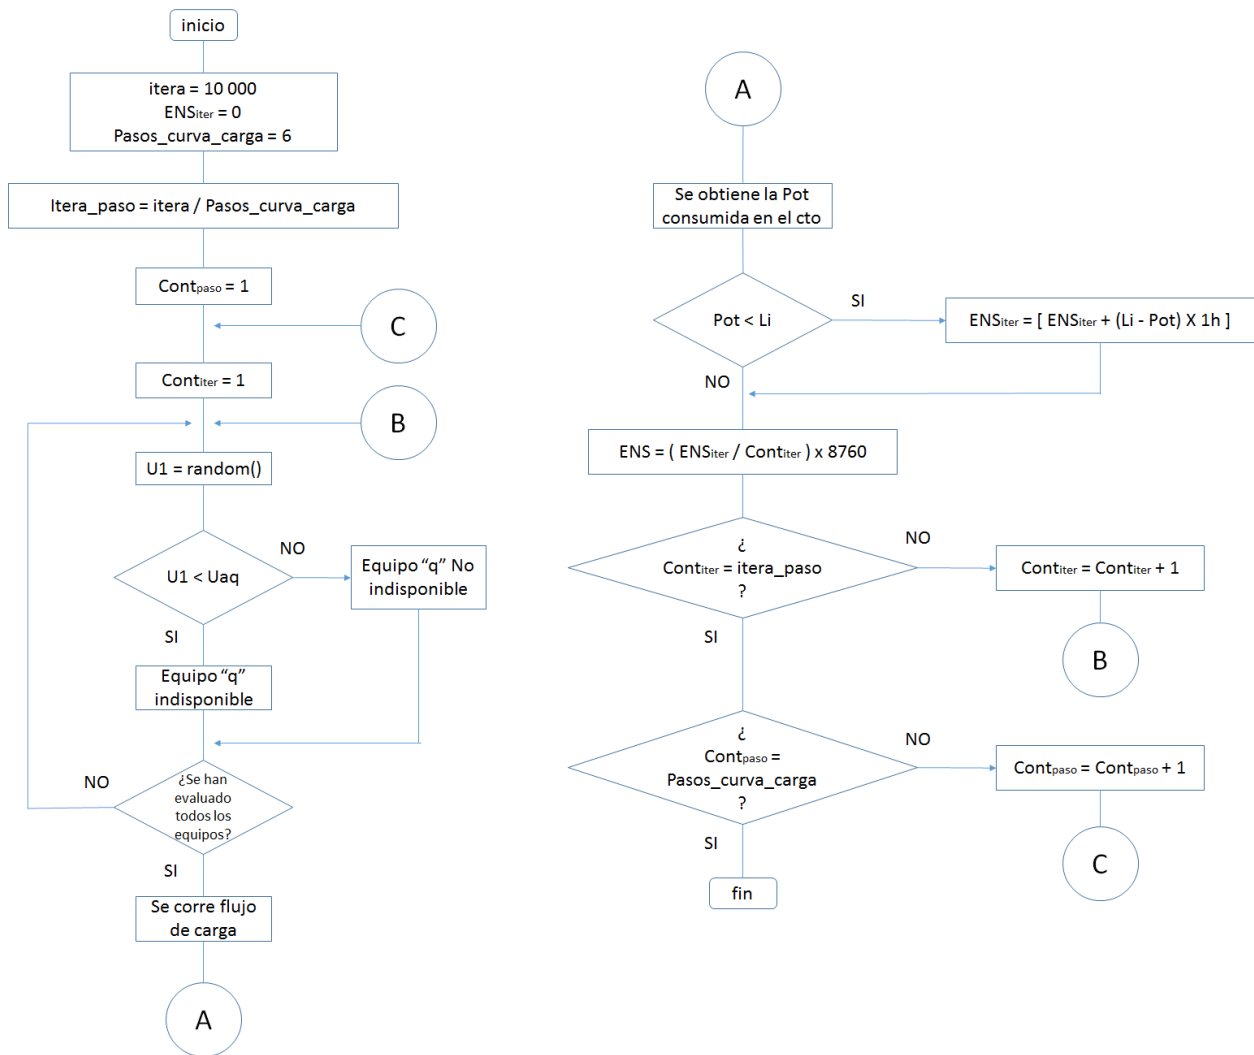 inicio
itera = 10 000
ENSiter = 0
Pasos_curva_carga = 6
Itera_paso = itera / Pasos_curva_carga
Contpaso = 1
C
Contiter = 1
B
U1 = random()
U1 < Uaq
NO
Equipo “q” No
indisponible
SI
Equipo “q”
indisponible
¿Se han
evaluado
todos los
equipos?
NO
SI
Se corre flujo
de carga
A
A
Se obtiene la Pot
consumida en el cto
Pot < Li
SI
ENSiter = [ ENSiter + (Li - Pot) X 1h ]
NO
ENS = ( ENSiter / Contiter ) x 8760
¿
Contiter = itera_paso
?
NO
Contiter = Contiter + 1
B
SI
¿
Contpaso =
Pasos_curva_carga
?
NO
Contpaso = Contpaso + 1
C
SI
fin